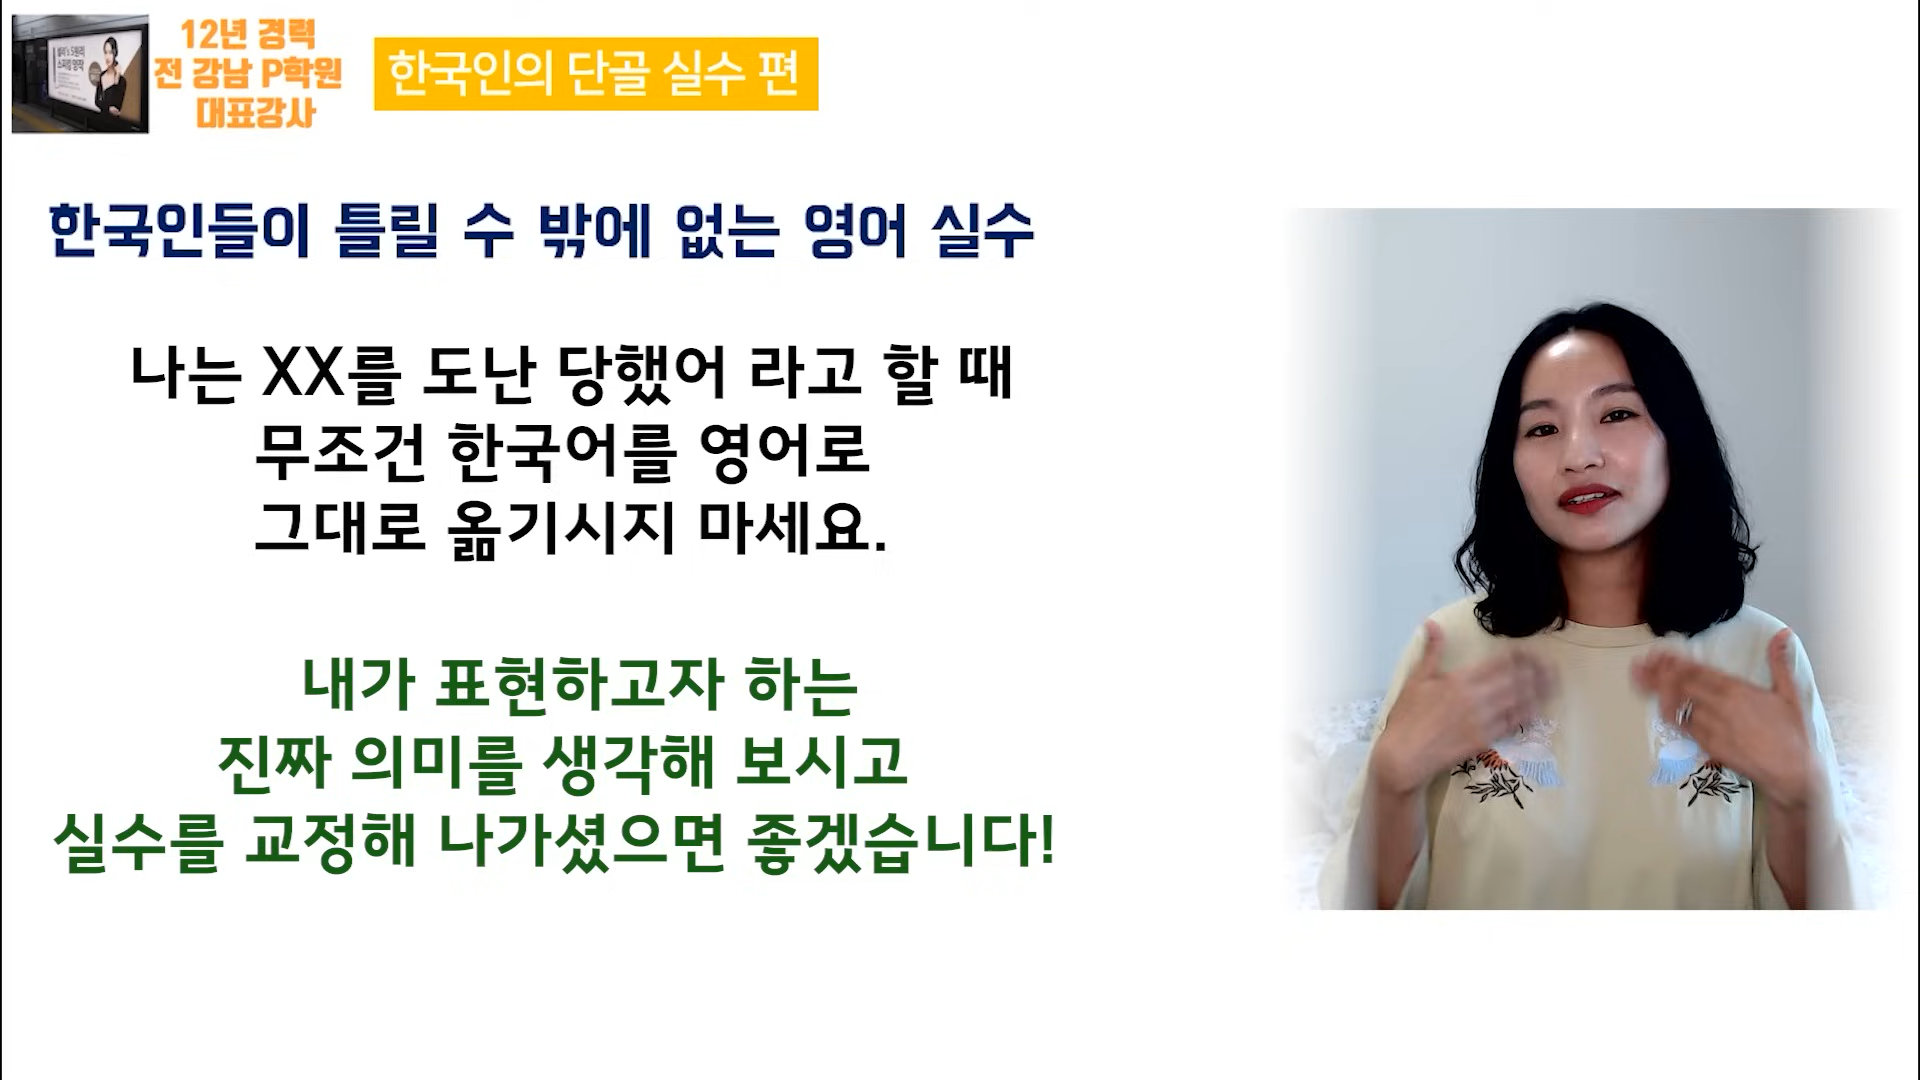 12년 경력
전 강남 P학원
대표강사
한국인의 단골 실수 편
한국인들이 틀릴 수 밖에 없는 영어 실수
나는 XX를 도난 당했어 라고 할 때
무조건 한국어를 영어로
그대로 옮기시지 마세요.
내가 표현하고자 하는
진짜 의미를 생각해 보시고
실수를 교정해 나가셨으면 좋겠습니다!